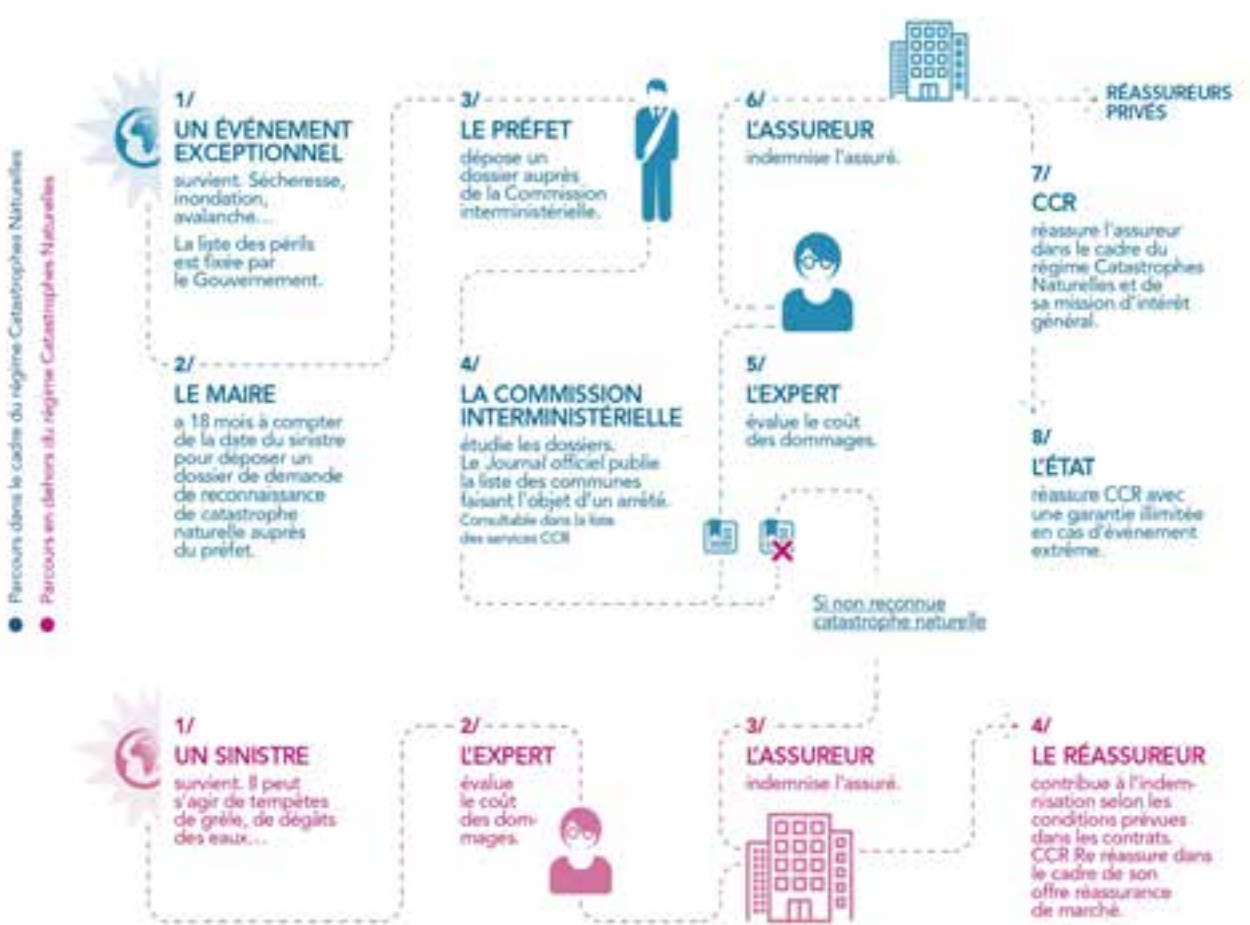 ● Parcours dans le cadre du régime Catastrophes Naturelles
● Parcours en dehors du régime Catastrophes Naturelles
1/
UN ÉVÉNEMENT
EXCEPTIONNEL
survient. Sécheresse,
inondation,
avalanche...
La liste des périls
est fixée par
le Gouvernement.
2/
LE MAIRE
a 18 mois à compter
de la date du sinistre
pour déposer un
dossier de demande
de reconnaissance
de catastrophe
naturelle auprès
du préfet.
3/
LE PRÉFET
dépose un
dossier auprès
de la Commission
interministérielle.
4/
LA COMMISSION
INTERMINISTÉRIELLE
étudie les dossiers.
Le Journal officiel publie
la liste des communes
faisant l'objet d'un arrêté.
Consultable dans la liste
des services CCR
5/
L'EXPERT
évalue le coût
des dommages.
6/
L'ASSUREUR
indemnise l'assuré.
RÉASSUREURS
PRIVÉS
7/
CCR
réassure l'assureur
dans le cadre du
régime Catastrophes
Naturelles et de
sa mission d'intérêt
général.
8/
L'ÉTAT
réassure CCR avec
une garantie illimitée
en cas d'évènement
extrême.
Si non reconnue
catastrophe naturelle
1/
UN SINISTRE
survient. Il peut
s'agir de tempêtes
de grêle, de dégâts
des eaux...
2/
L'EXPERT
évalue
le coût
des dom-
mages.
3/
L'ASSUREUR
indemnise l'assuré.
4/
LE RÉASSUREUR
contribue à l'indem-
nisation selon les
conditions prévues
dans les contrats.
CCR Re réassure dans
le cadre de son
offre réassurance
de marché.